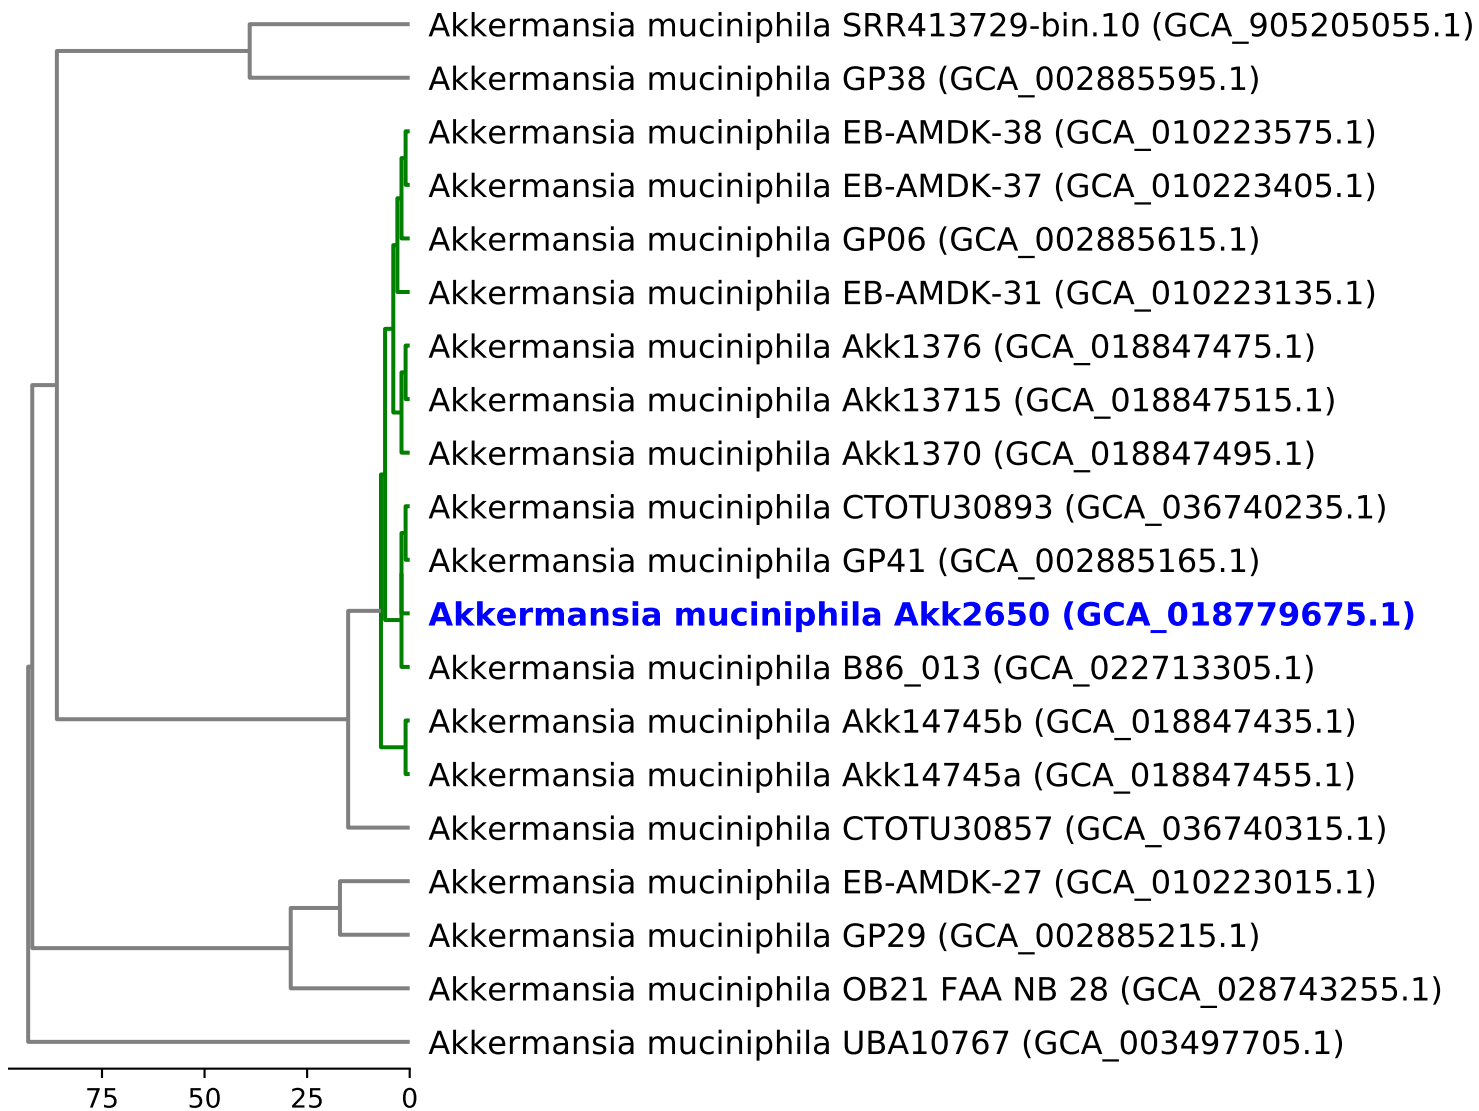 Akkermansia muciniphila SRR413729-bin.10 (GCA_905205055.1)
Akkermansia muciniphila GP38 (GCA_002885595.1)
Akkermansia muciniphila EB-AMDK-38 (GCA_010223575.1)
Akkermansia muciniphila EB-AMDK-37 (GCA_010223405.1)
Akkermansia muciniphila GP06 (GCA_002885615.1)
Akkermansia muciniphila EB-AMDK-31 (GCA_010223135.1)
Akkermansia muciniphila Akk1376 (GCA_018847475.1)
Akkermansia muciniphila Akk13715 (GCA_018847515.1)
Akkermansia muciniphila Akk1370 (GCA_018847495.1)
Akkermansia muciniphila CTOTU30893 (GCA_036740235.1)
Akkermansia muciniphila GP41 (GCA_002885165.1)
Akkermansia muciniphila Akk2650 (GCA_018779675.1)
Akkermansia muciniphila B86_013 (GCA_022713305.1)
Akkermansia muciniphila Akk14745b (GCA_018847435.1)
Akkermansia muciniphila Akk14745a (GCA_018847455.1)
Akkermansia muciniphila CTOTU30857 (GCA_036740315.1)
Akkermansia muciniphila EB-AMDK-27 (GCA_010223015.1)
Akkermansia muciniphila GP29 (GCA_002885215.1)
Akkermansia muciniphila OB21 FAA NB 28 (GCA_028743255.1)
Akkermansia muciniphila UBA10767 (GCA_003497705.1)
75 50 25 0